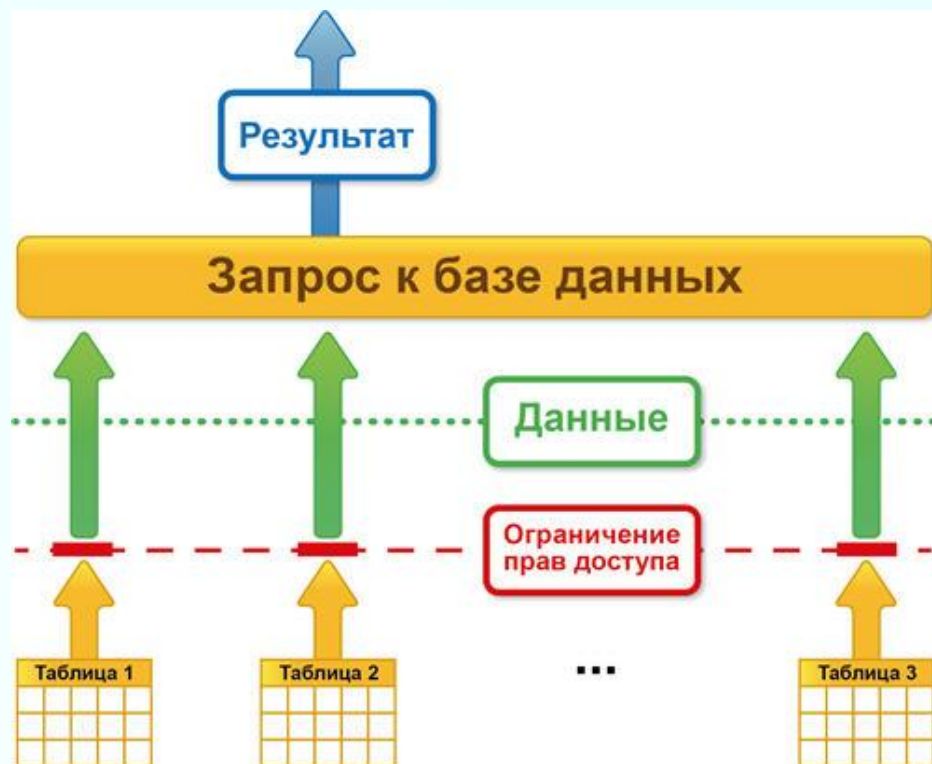 Результат
Запрос к базе данных
Данные
Ограничение
прав доступа
Таблица 1
Таблица 2
...
Таблица 3